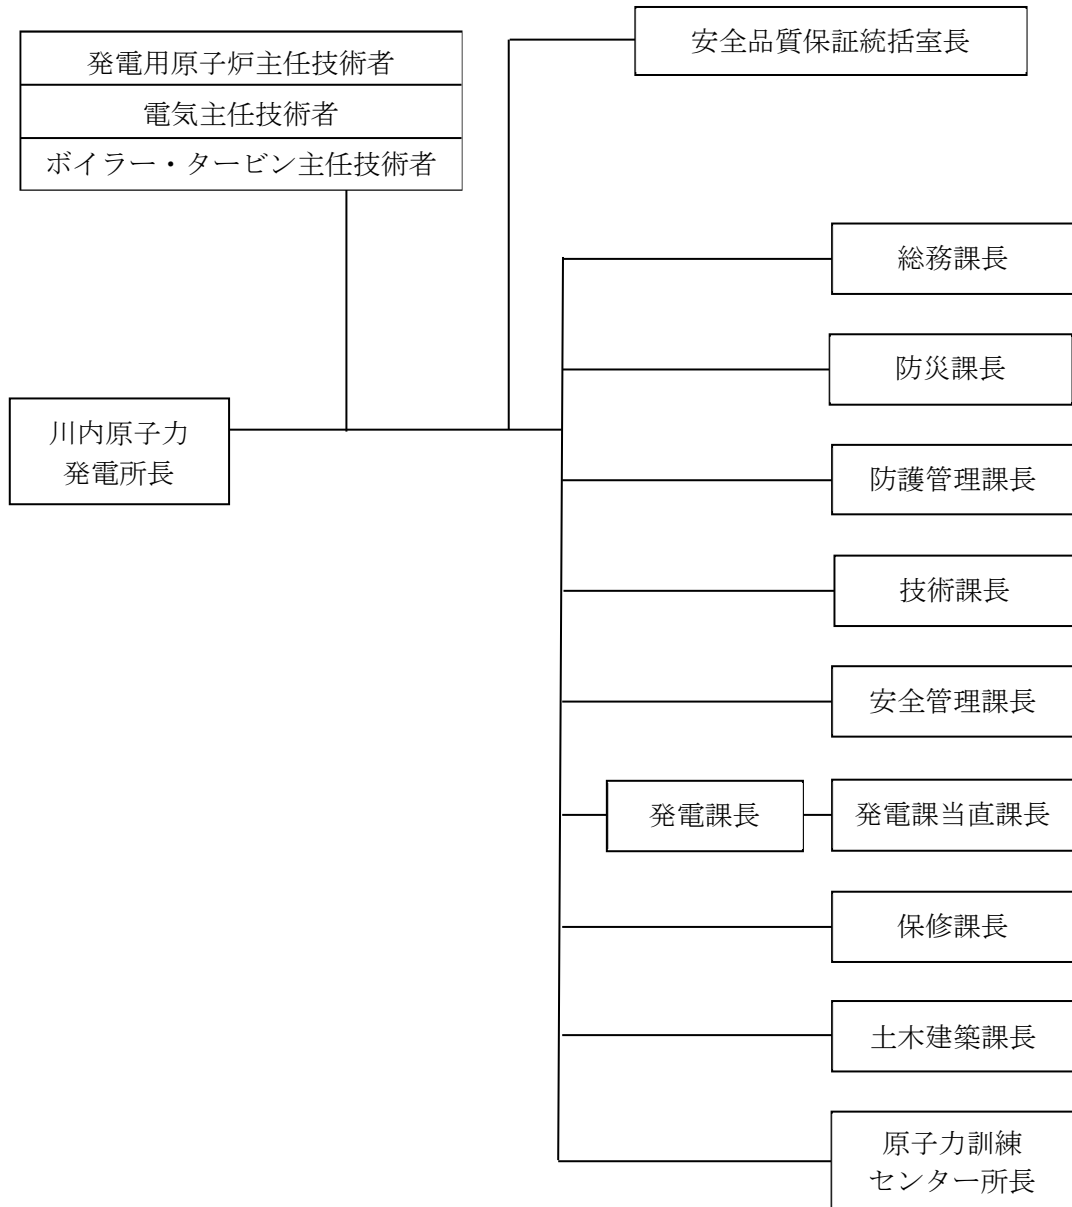 発電用原子炉主任技術者
電気主任技術者
ボイラー・タービン主任技術者
安全品質保証統括室長
川内原子力
発電所長
総務課長
防災課長
防護管理課長
技術課長
安全管理課長
発電課長
発電課当直課長
保修課長
土木建築課長
原子力訓練
センター所長